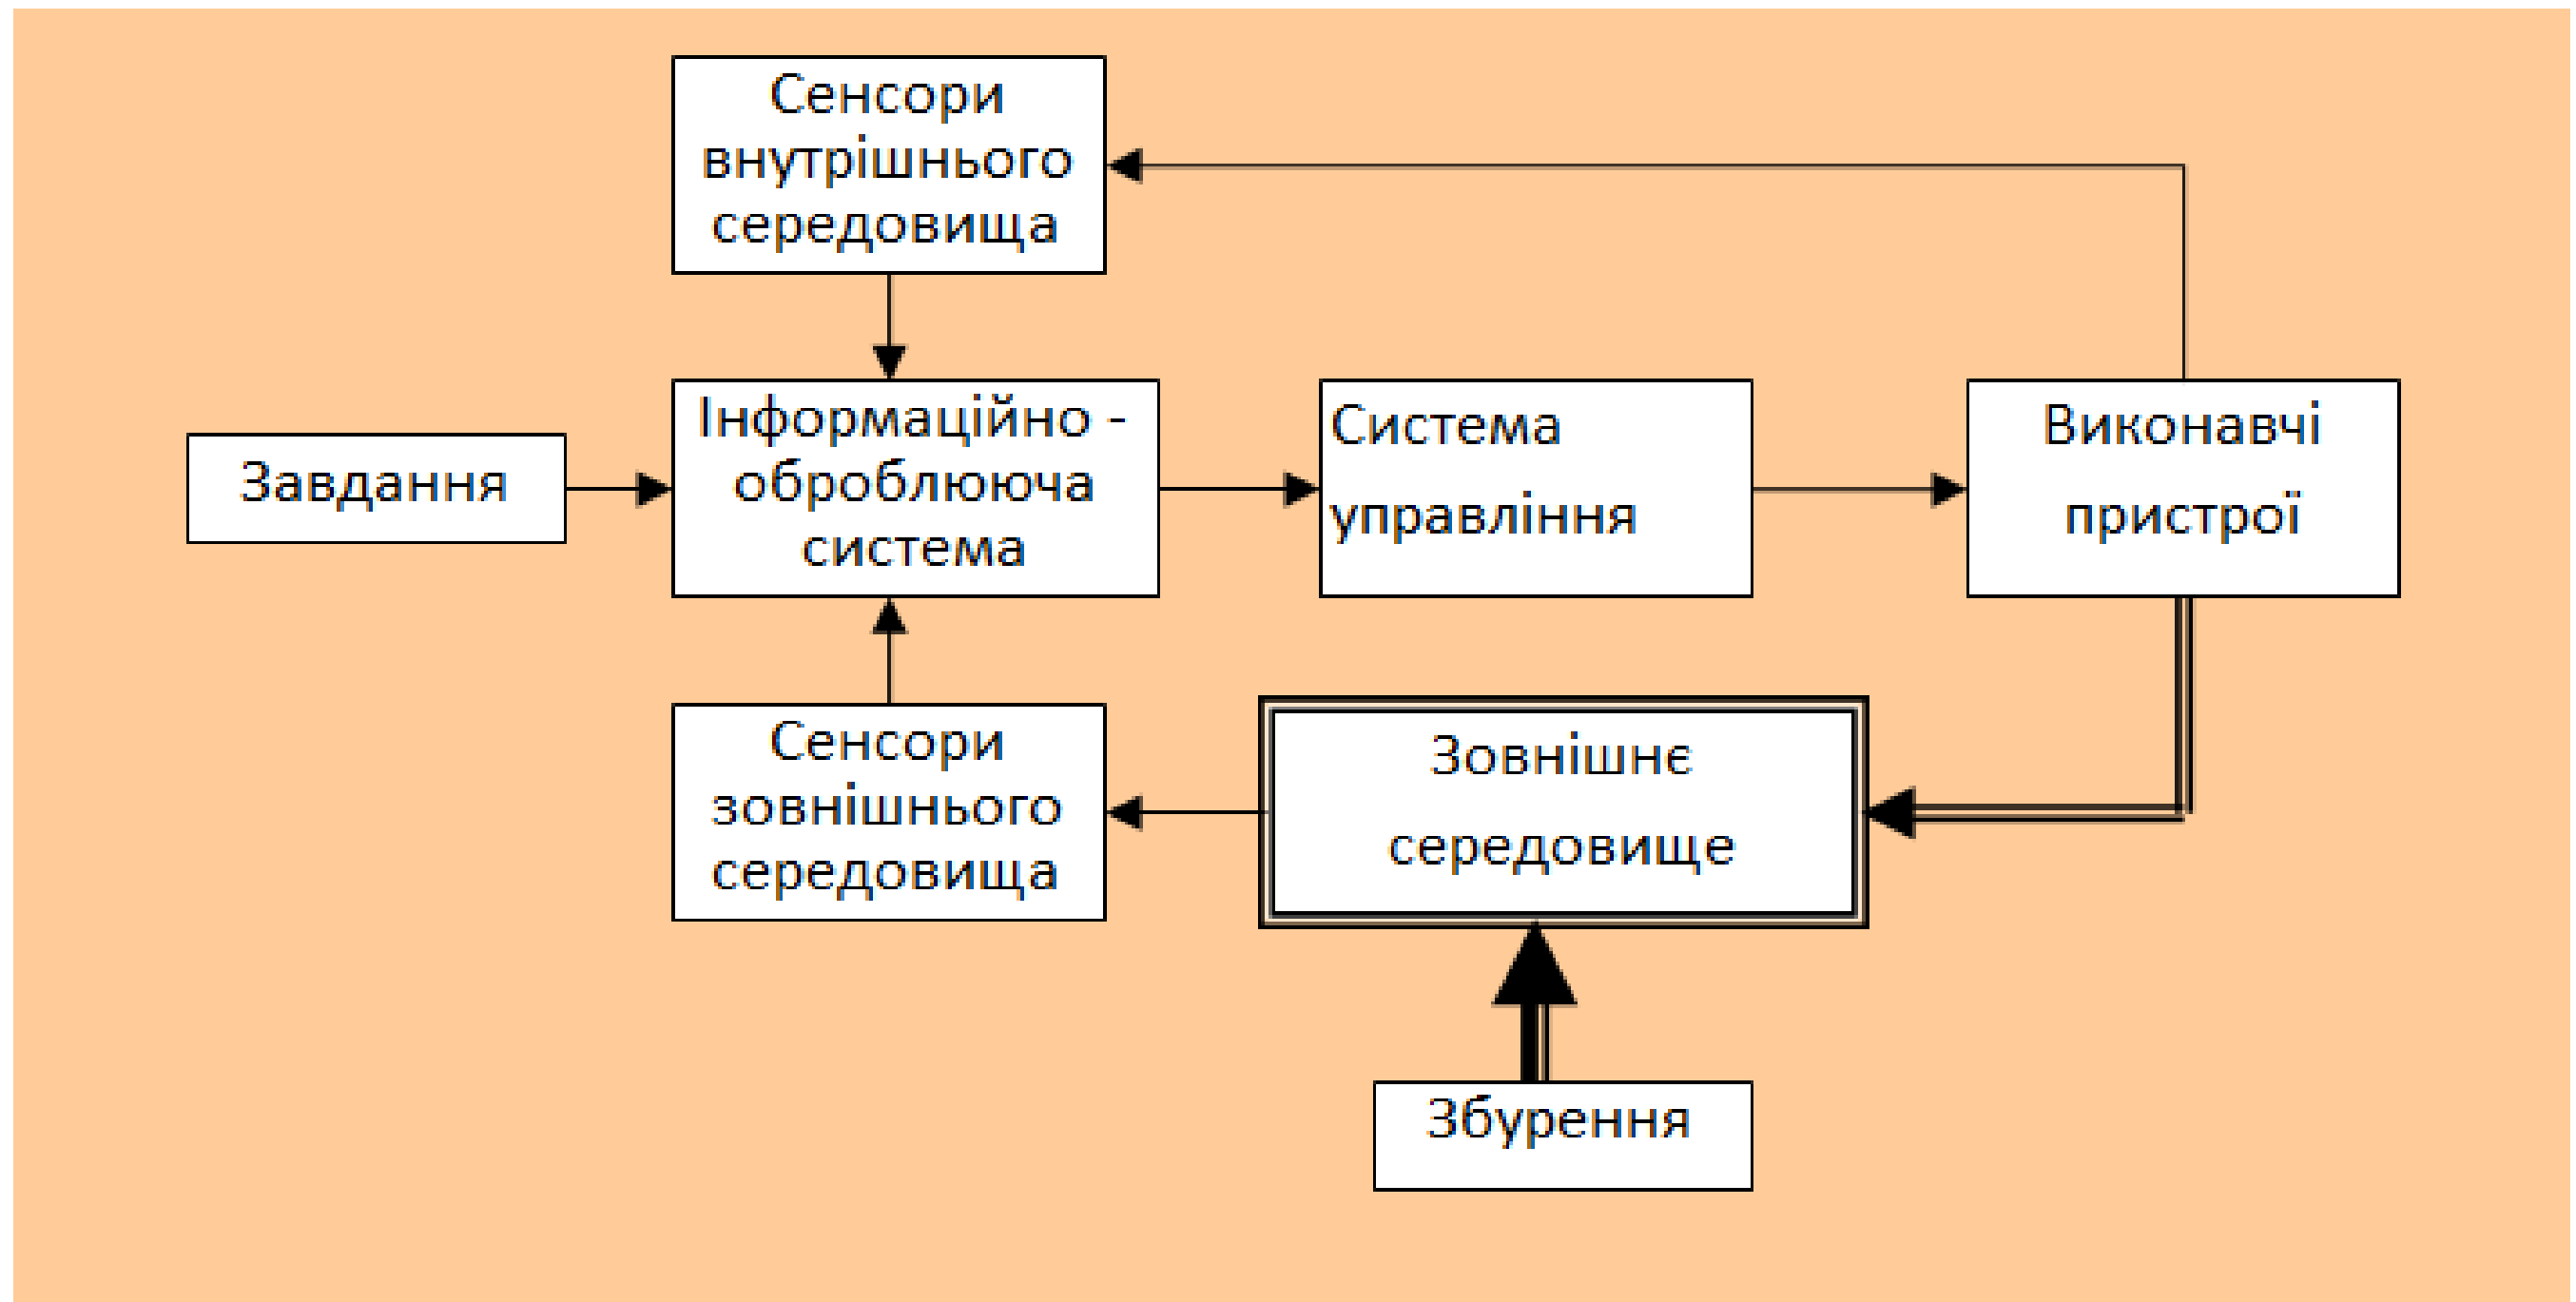 Сенсори
внутрішнього
середовища
Завдання
Інформаційно -
оброблююча
система
Система
управління
Виконавчі
пристрої
Сенсори
зовнішнього
середовища
Зовнішнє
середовище
Збурення